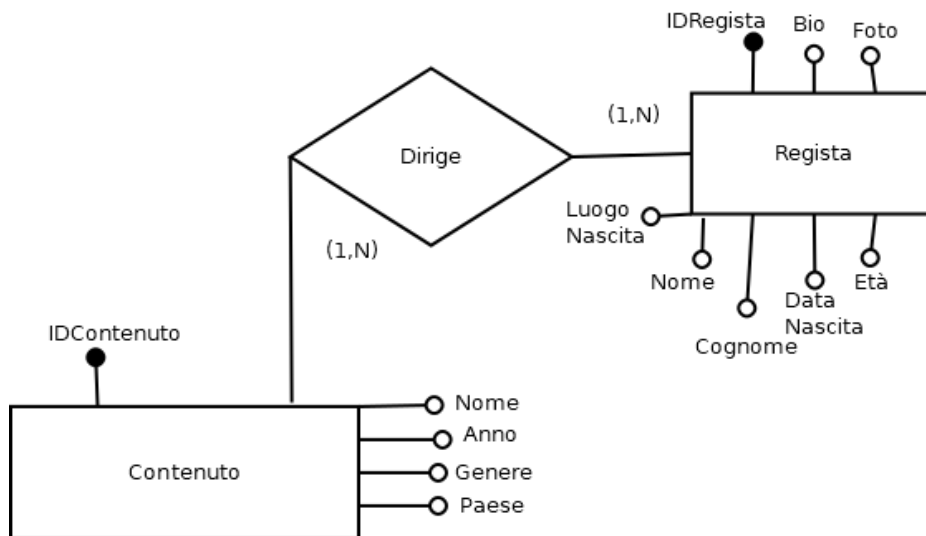 IDRegista
Bio
Foto
(1,N)
Dirige
Regista
Luogo
Nascita
(1,N)
Nome
Data
Nascita
Età
Cognome
IDContenuto
Nome
Anno
Contenuto
Genere
Paese